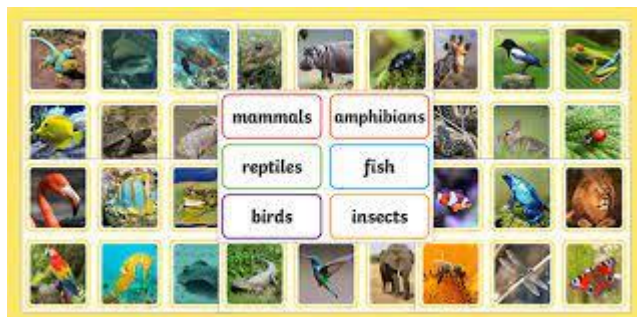 mammals
amphibians
reptiles
fish
birds
insects